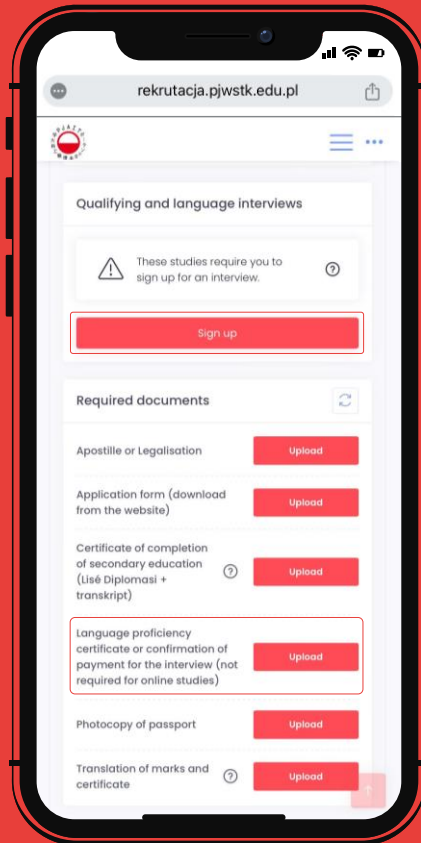 rekrutacja.pjwstk.edu.pl
Qualifying and language interviews
These studies require you to
sign up for an interview.
Sign up
Required documents
Apostille or Legalisation
Upload
Application form (download
from the website)
Upload
Certificate of completion
of secondary education
(Lisé Diplomasi +
transkript)
Upload
Language proficiency
certificate or confirmation of
payment for the interview (not
required for online studies)
Upload
Photocopy of passport
Upload
Translation of marks and
certificate
Upload